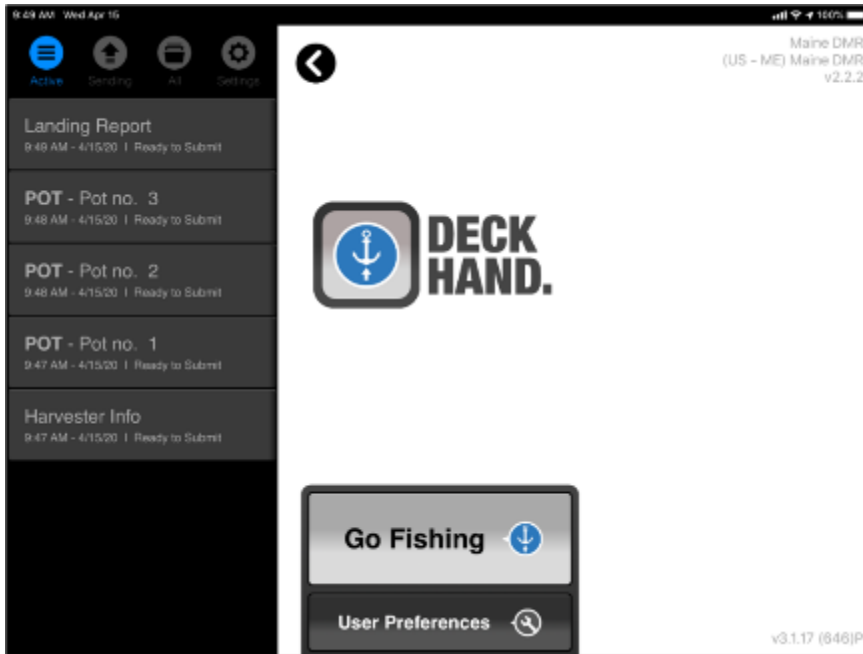 9:49 AM Wed Apr 15
100%
Active
Sending
All
Settings
Landing Report
9:49 AM - 4/15/20 | Ready to Submit
POT - Pot no. 3
9:48 AM - 4/15/20 | Ready to Submit
POT - Pot no. 2
9:48 AM - 4/15/20 | Ready to Submit
POT - Pot no. 1
9:47 AM - 4/15/20 | Ready to Submit
Harvester Info
9:47 AM - 4/15/20 | Ready to Submit
Maine DMR
(US - ME) Maine DMR
v2.2.2
DECK
HAND.
Go Fishing
User Preferences
v3.1.17 (646)P